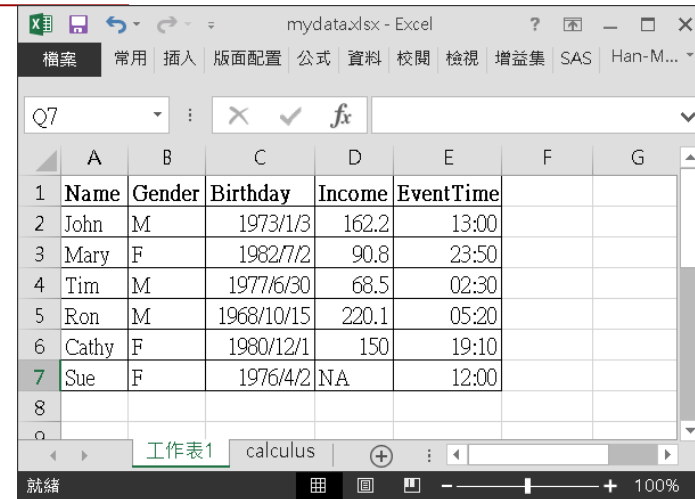 mydata.xlsx - Excel
檔案 常用 插入 版面配置 公式 資料 校閱 檢視 增益集 SAS Han-M...
Q7 fx
A B C D E F G
1 Name Gender Birthday Income EventTime
2 John M 1973/1/3 162.2 13:00
3 Mary F 1982/7/2 90.8 23:50
4 Tim M 1977/6/30 68.5 02:30
5 Ron M 1968/10/15 220.1 05:20
6 Cathy F 1980/12/1 150 19:10
7 Sue F 1976/4/2 NA 12:00
8
9
工作表1 calculus
就緒 100%